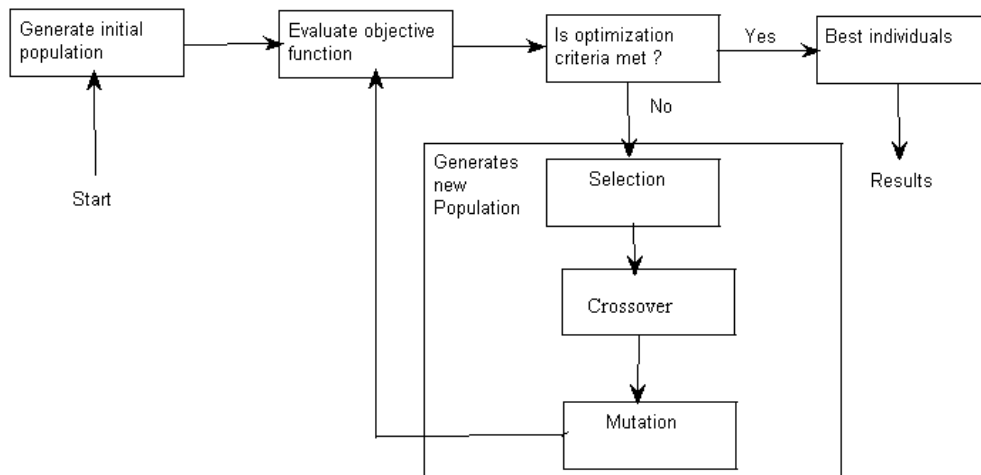 Generate initial
population
Evaluate objective
function
Is optimization
criteria met ?
Yes
Best individuals
No
Start
Generates
new
Population
Selection
Results
Crossover
Mutation